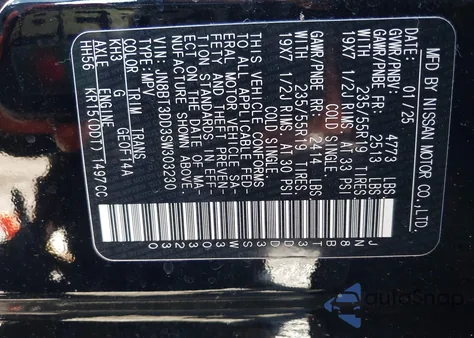 MFD BY NISSAN MOTOR CO.,LTD.
01/25
GVWR/PNBV: 4773 LBS
GAWR/PNBE FR: 2513 LBS
WITH 235/55R19 TIRES
19X7 1/2J RIMS, AT 33 PSI
COLD SINGLE
GAWR/PNBE RR: 2414 LBS
WITH 235/55R19 TIRES
19X7 1/2J RIMS, AT 30 PSI
COLD SINGLE
THIS VEHICLE CONFORMS
TO ALL APPLICABLE FED-
ERAL MOTOR VEHICLE SA-
FETY AND THEFT PREVEN-
TION STANDARDS IN EFF-
ECT ON THE DATE OF MA-
NUFACTURE SHOWN ABOVE.
VIN:JN8BT3DD3SW303230
TYPE:MPV
COLOR TRIM TRANS
KH3 G GE0F14A
AXLE ENGINE
HH56 KR15(DDT) 1497CC
JN8BT3DD3SW303230
autoSnap